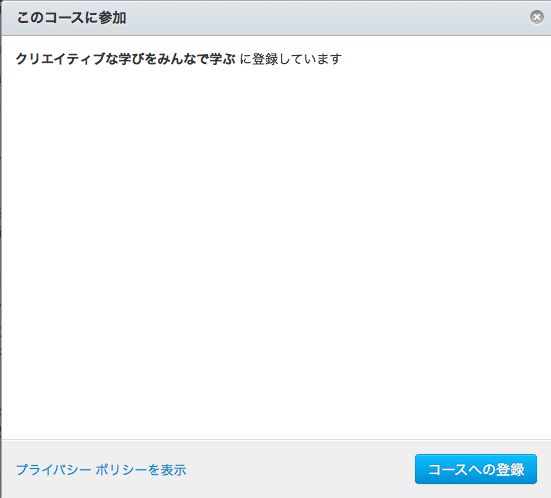 このコースに参加
クリエイティブな学びをみんなで学ぶ に登録しています
プライバシー ポリシーを表示
コースへの登録